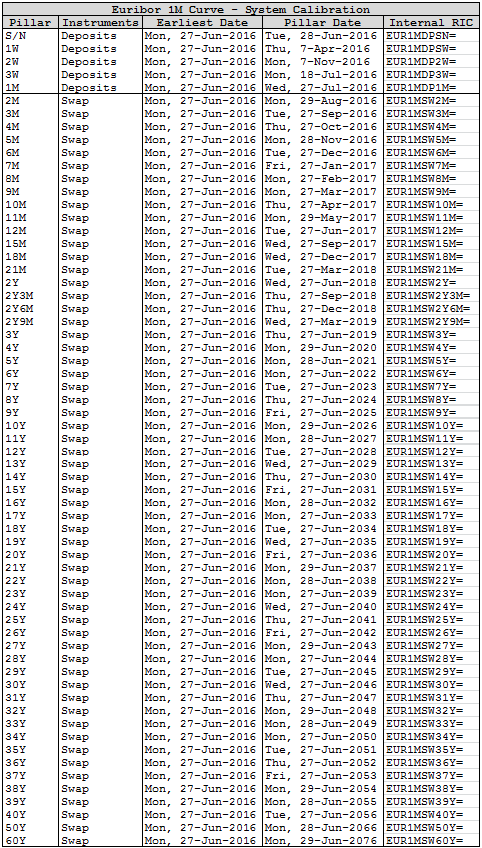 Euribor 1M Curve - System Calibration
Pillar Instruments Earliest Date Pillar Date Internal RIC
S/N Deposits Mon, 27-Jun-2016 Tue, 28-Jun-2016 EUR1MDPSN=
1W Deposits Mon, 27-Jun-2016 Thu, 7-Apr-2016 EUR1MDPSW=
2W Deposits Mon, 27-Jun-2016 Mon, 7-Nov-2016 EUR1MDP2W=
3W Deposits Mon, 27-Jun-2016 Mon, 18-Jul-2016 EUR1MDP3W=
1M Deposits Mon, 27-Jun-2016 Wed, 27-Jul-2016 EUR1MDP1M=
2M Swap Mon, 27-Jun-2016 Mon, 29-Aug-2016 EUR1MSW2M=
3M Swap Mon, 27-Jun-2016 Tue, 27-Sep-2016 EUR1MSW3M=
4M Swap Mon, 27-Jun-2016 Thu, 27-Oct-2016 EUR1MSW4M=
5M Swap Mon, 27-Jun-2016 Mon, 28-Nov-2016 EUR1MSW5M=
6M Swap Mon, 27-Jun-2016 Tue, 27-Dec-2016 EUR1MSW6M=
7M Swap Mon, 27-Jun-2016 Fri, 27-Jan-2017 EUR1MSW7M=
8M Swap Mon, 27-Jun-2016 Mon, 27-Feb-2017 EUR1MSW8M=
9M Swap Mon, 27-Jun-2016 Mon, 27-Mar-2017 EUR1MSW9M=
10M Swap Mon, 27-Jun-2016 Thu, 27-Apr-2017 EUR1MSW10M=
11M Swap Mon, 27-Jun-2016 Mon, 29-May-2017 EUR1MSW11M=
12M Swap Mon, 27-Jun-2016 Tue, 27-Jun-2017 EUR1MSW12M=
15M Swap Mon, 27-Jun-2016 Wed, 27-Sep-2017 EUR1MSW15M=
18M Swap Mon, 27-Jun-2016 Wed, 27-Dec-2017 EUR1MSW18M=
21M Swap Mon, 27-Jun-2016 Tue, 27-Mar-2018 EUR1MSW21M=
2Y Swap Mon, 27-Jun-2016 Wed, 27-Jun-2018 EUR1MSW2Y=
2Y3M Swap Mon, 27-Jun-2016 Thu, 27-Sep-2018 EUR1MSW2Y3M=
2Y6M Swap Mon, 27-Jun-2016 Thu, 27-Dec-2018 EUR1MSW2Y6M=
2Y9M Swap Mon, 27-Jun-2016 Wed, 27-Mar-2019 EUR1MSW2Y9M=
3Y Swap Mon, 27-Jun-2016 Thu, 27-Jun-2019 EUR1MSW3Y=
4Y Swap Mon, 27-Jun-2016 Mon, 29-Jun-2020 EUR1MSW4Y=
5Y Swap Mon, 27-Jun-2016 Mon, 28-Jun-2021 EUR1MSW5Y=
6Y Swap Mon, 27-Jun-2016 Mon, 27-Jun-2022 EUR1MSW6Y=
7Y Swap Mon, 27-Jun-2016 Tue, 27-Jun-2023 EUR1MSW7Y=
8Y Swap Mon, 27-Jun-2016 Thu, 27-Jun-2024 EUR1MSW8Y=
9Y Swap Mon, 27-Jun-2016 Fri, 27-Jun-2025 EUR1MSW9Y=
10Y Swap Mon, 27-Jun-2016 Mon, 29-Jun-2026 EUR1MSW10Y=
11Y Swap Mon, 27-Jun-2016 Mon, 28-Jun-2027 EUR1MSW11Y=
12Y Swap Mon, 27-Jun-2016 Tue, 27-Jun-2028 EUR1MSW12Y=
13Y Swap Mon, 27-Jun-2016 Wed, 27-Jun-2029 EUR1MSW13Y=
14Y Swap Mon, 27-Jun-2016 Thu, 27-Jun-2030 EUR1MSW14Y=
15Y Swap Mon, 27-Jun-2016 Fri, 27-Jun-2031 EUR1MSW15Y=
16Y Swap Mon, 27-Jun-2016 Mon, 28-Jun-2032 EUR1MSW16Y=
17Y Swap Mon, 27-Jun-2016 Mon, 27-Jun-2033 EUR1MSW17Y=
18Y Swap Mon, 27-Jun-2016 Tue, 27-Jun-2034 EUR1MSW18Y=
19Y Swap Mon, 27-Jun-2016 Wed, 27-Jun-2035 EUR1MSW19Y=
20Y Swap Mon, 27-Jun-2016 Fri, 27-Jun-2036 EUR1MSW20Y=
21Y Swap Mon, 27-Jun-2016 Mon, 29-Jun-2037 EUR1MSW21Y=
22Y Swap Mon, 27-Jun-2016 Mon, 28-Jun-2038 EUR1MSW22Y=
23Y Swap Mon, 27-Jun-2016 Mon, 27-Jun-2039 EUR1MSW23Y=
24Y Swap Mon, 27-Jun-2016 Wed, 27-Jun-2040 EUR1MSW24Y=
25Y Swap Mon, 27-Jun-2016 Thu, 27-Jun-2041 EUR1MSW25Y=
26Y Swap Mon, 27-Jun-2016 Fri, 27-Jun-2042 EUR1MSW26Y=
27Y Swap Mon, 27-Jun-2016 Mon, 29-Jun-2043 EUR1MSW27Y=
28Y Swap Mon, 27-Jun-2016 Mon, 27-Jun-2044 EUR1MSW28Y=
29Y Swap Mon, 27-Jun-2016 Tue, 27-Jun-2045 EUR1MSW29Y=
30Y Swap Mon, 27-Jun-2016 Wed, 27-Jun-2046 EUR1MSW30Y=
31Y Swap Mon, 27-Jun-2016 Thu, 27-Jun-2047 EUR1MSW31Y=
32Y Swap Mon, 27-Jun-2016 Mon, 29-Jun-2048 EUR1MSW32Y=
33Y Swap Mon, 27-Jun-2016 Mon, 28-Jun-2049 EUR1MSW33Y=
34Y Swap Mon, 27-Jun-2016 Mon, 27-Jun-2050 EUR1MSW34Y=
35Y Swap Mon, 27-Jun-2016 Tue, 27-Jun-2051 EUR1MSW35Y=
36Y Swap Mon, 27-Jun-2016 Thu, 27-Jun-2052 EUR1MSW36Y=
37Y Swap Mon, 27-Jun-2016 Fri, 27-Jun-2053 EUR1MSW37Y=
38Y Swap Mon, 27-Jun-2016 Mon, 29-Jun-2054 EUR1MSW38Y=
39Y Swap Mon, 27-Jun-2016 Mon, 28-Jun-2055 EUR1MSW39Y=
40Y Swap Mon, 27-Jun-2016 Tue, 27-Jun-2056 EUR1MSW40Y=
50Y Swap Mon, 27-Jun-2016 Mon, 28-Jun-2066 EUR1MSW50Y=
60Y Swap Mon, 27-Jun-2016 Mon, 29-Jun-2076 EUR1MSW60Y=